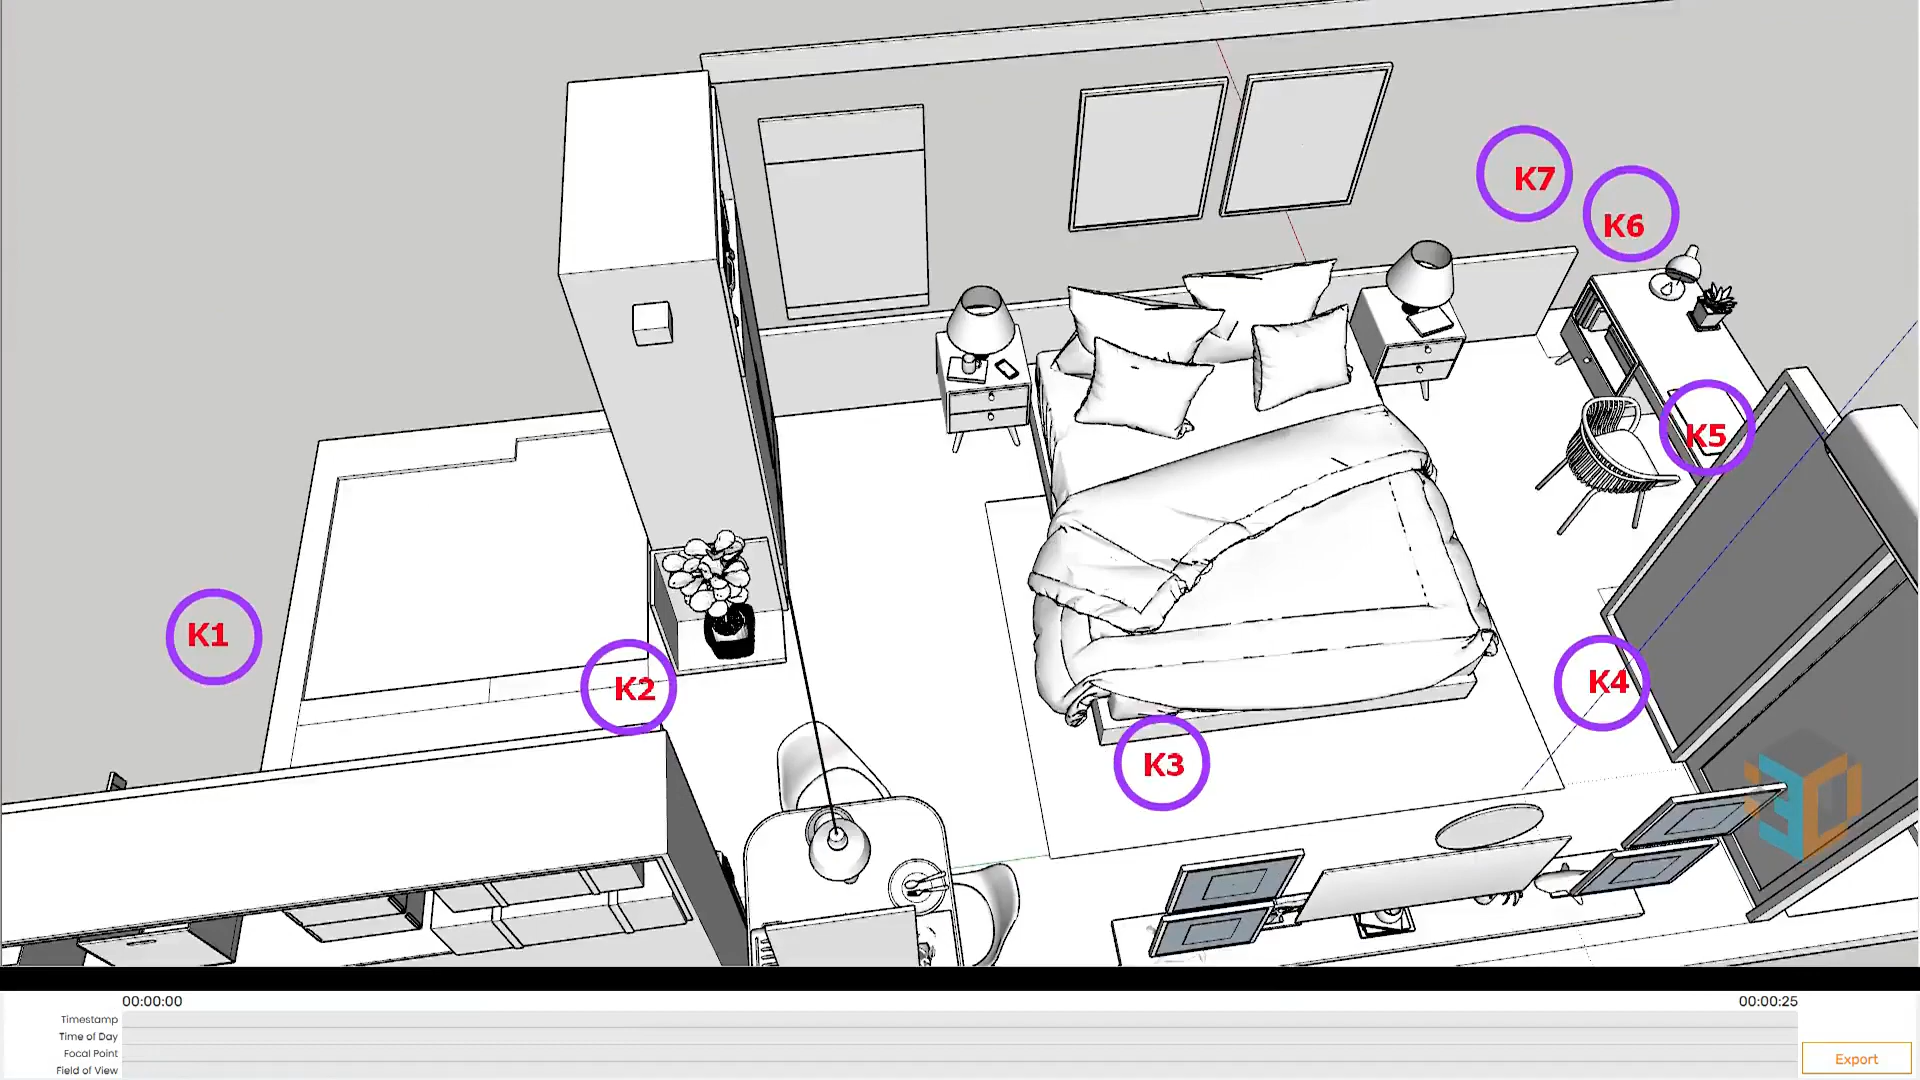 K7
K6
K5
K1
K2
K4
K3
3D
00:00:00
00:00:25
Timestamp
Time of Day
Focal Point
Field of View
Export